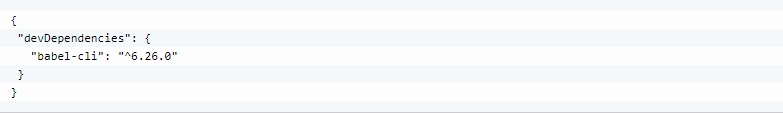 {
 "devDependencies": {
   "babel-cli": "^6.26.0"
 }
}